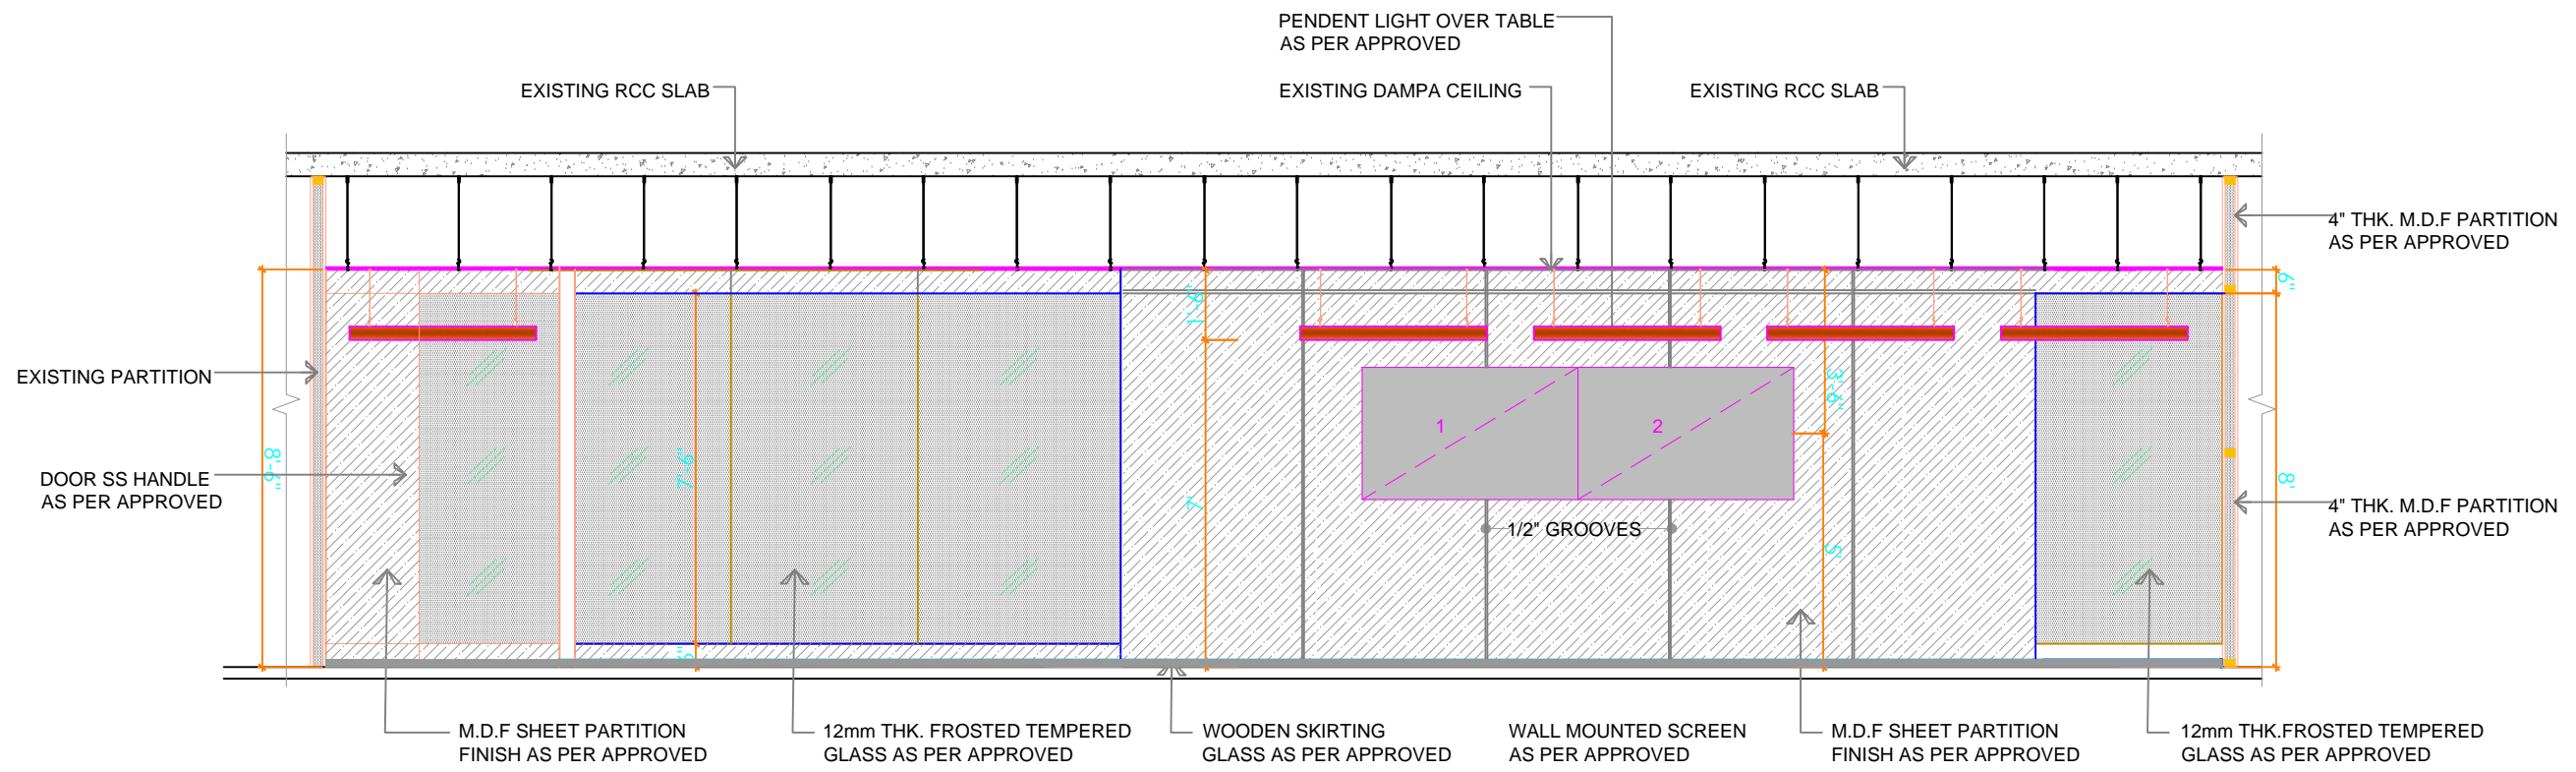 PENDENT LIGHT OVER TABLE
AS PER APPROVED
EXISTING RCC SLAB
EXISTING DAMPA CEILING
EXISTING RCC SLAB
4" THK. M.D.F PARTITION
AS PER APPROVED
6"
1'-6"
EXISTING PARTITION
3'-6"
1
2
8'-6"
7'-6"
DOOR SS HANDLE
AS PER APPROVED
7'
8'
4" THK. M.D.F PARTITION
AS PER APPROVED
1/2" GROOVES
5'
6"
M.D.F SHEET PARTITION
FINISH AS PER APPROVED
12mm THK. FROSTED TEMPERED
GLASS AS PER APPROVED
WOODEN SKIRTING
GLASS AS PER APPROVED
WALL MOUNTED SCREEN
AS PER APPROVED
M.D.F SHEET PARTITION
FINISH AS PER APPROVED
12mm THK.FROSTED TEMPERED
GLASS AS PER APPROVED